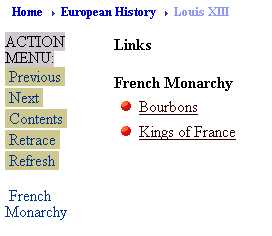 Home › European History › Louis XIII
ACTION
MENU:
Previous
Next
Contents
Retrace
Refresh
French
Monarchy
Links
French Monarchy
Bourbons
Kings of France